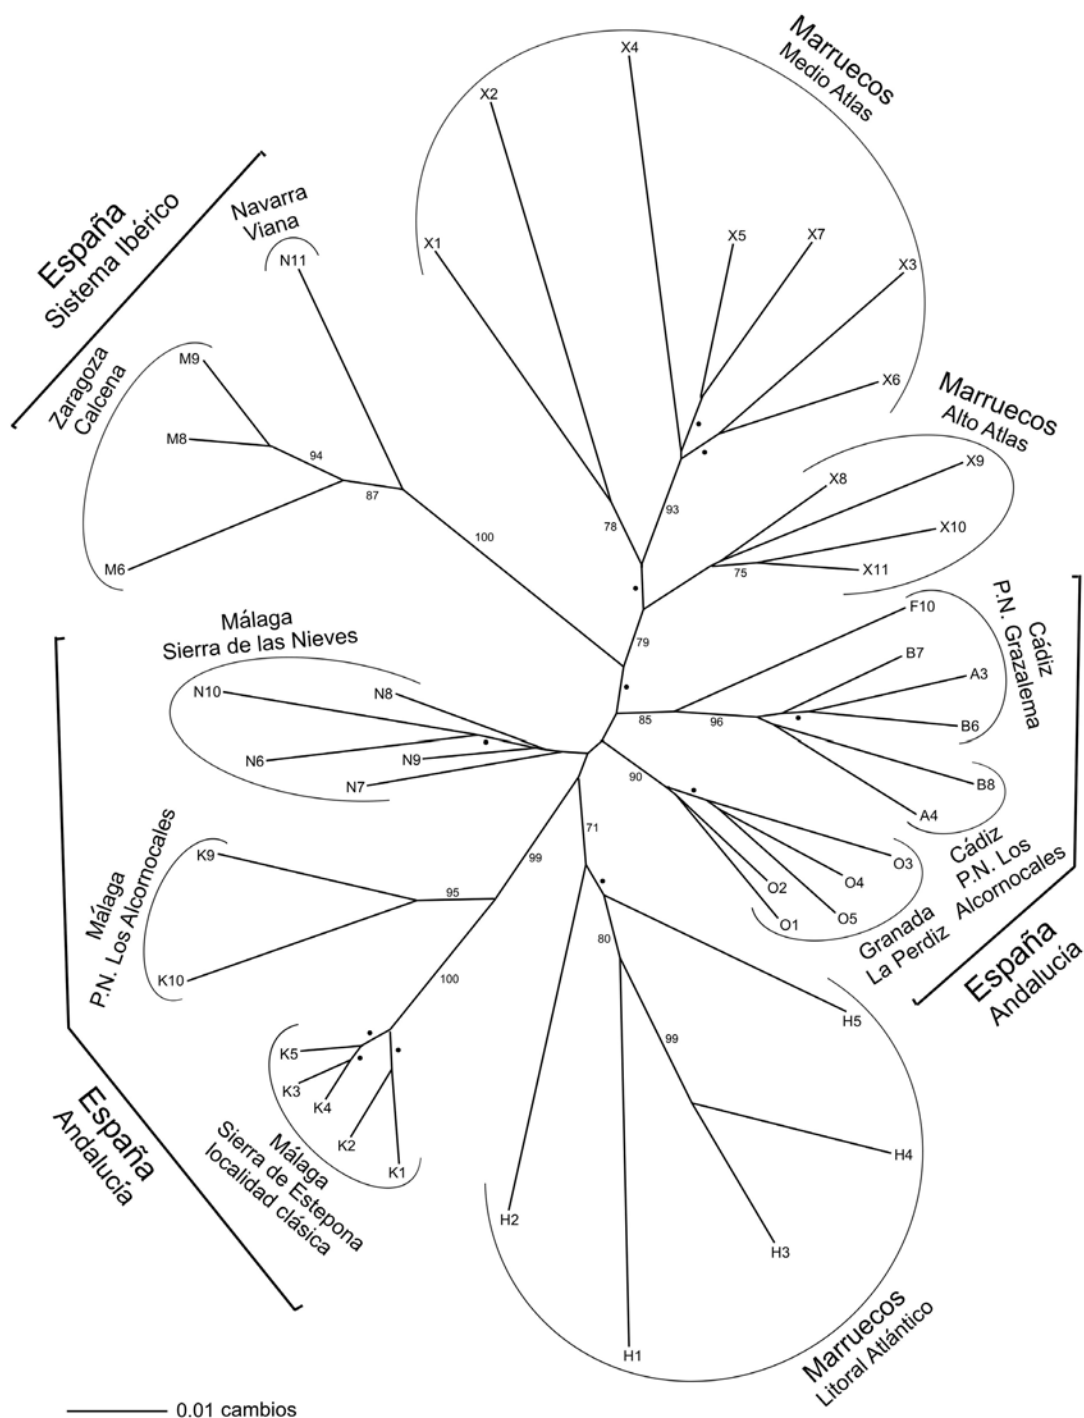 Marruecos
Medio Atlas
X4
X2
X1
X5
X7
X3
X6
93
78
España
Sistema Ibérico
Navarra
Viana
N11
Zaragoza
Calcena
M9
M8
M6
94
87
100
Marruecos
Alto Atlas
X8
X9
X10
X11
75
79
Cádiz
P.N. Grazalema
F10
B7
A3
B6
85
96
B8
A4
Cádiz
P.N. Los
Alcornocales
90
O3
O4
O2
O5
O1
Granada
La Perdiz
España
Andalucía
Málaga
Sierra de las Nieves
N10
N8
N6
N9
N7
71
99
Málaga
P.N. Los Alcornocales
K9
K10
95
100
K5
K3
K4
K2
K1
Málaga
Sierra de Estepona
localidad clásica
España
Andalucía
80
99
H5
H4
H2
H3
H1
Marruecos
Litoral Atlántico
0.01 cambios